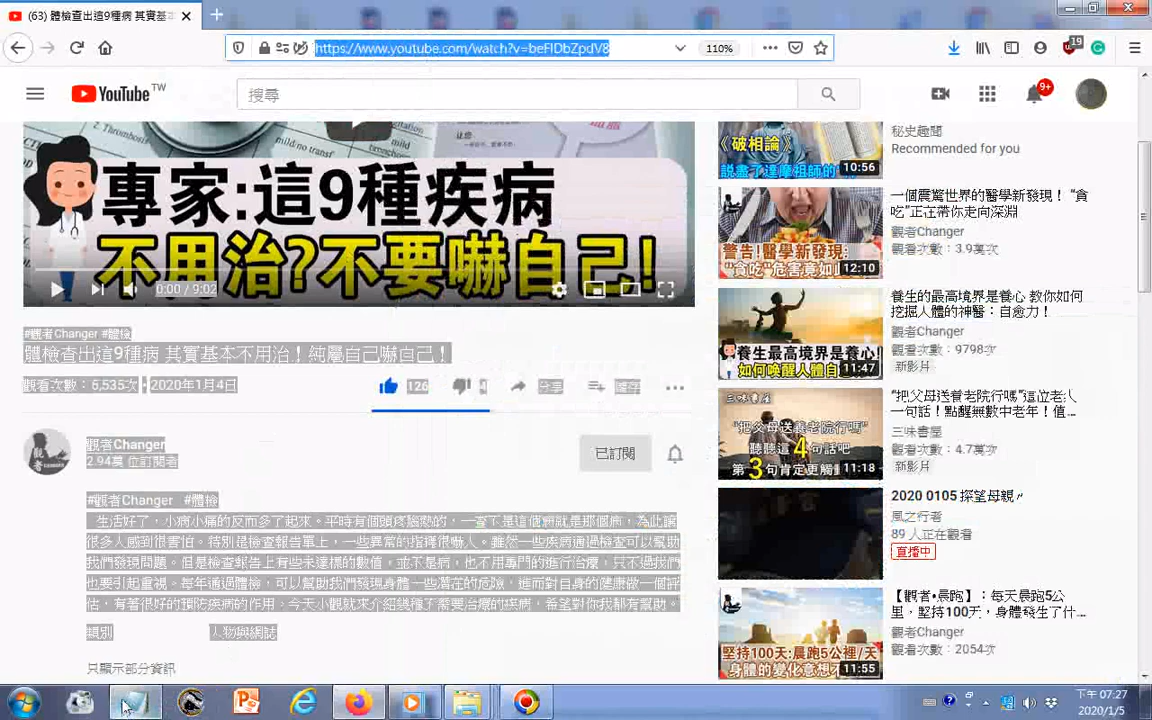 (63) 體檢查出這9種病 其實基本
https://www.youtube.com/watch?v=beFIDbZpdV8
110%
19
YouTube TW
搜尋
9+
2. Thrombosis
mild/no transf
mild
專家:這9種疾病
不用治?不要嚇自己!
0:00 / 9:02
#觀者Changer #體檢
體檢查出這9種病 其實基本不用治！純屬自己嚇自己！
觀看次數：6,535次 • 2020年1月4日
126
4
分享
儲存
觀者Changer
2.94萬 位訂閱者
已訂閱
#觀者Changer #體檢
生活好了，小病小痛的反而多了起來。平時有個頭疼腦熱的，一查不是這個病就是那個病，為此讓
很多人感到很害怕。特別是檢查報告單上，一些異常的指標很嚇人。雖然一些疾病通過檢查可以幫助
我們發現問題。但是檢查報告上有些未達標的數值，並不是病，也不用專門的進行治療，只不過我們
也要引起重視。每年通過體檢，可以幫助我們發現身體一些潛在的危險，進而對自身的健康做一個評
估，有著很好的預防疾病的作用。今天小觀就來介紹幾種不需要治療的疾病，希望對你我都有幫助。
類別
人物與網誌
只顯示部分資訊
《破相論》
說盡了達摩祖師的
10:56
秘史趣聞
Recommended for you
警告!醫學新發現:
"貪吃"危害竟如
12:10
一個震驚世界的醫學新發現！ “貪
吃”正在帶你走向深淵
觀者Changer
觀看次數：3.9萬次
養生最高境界是養心!
如何喚醒人體自
11:47
養生的最高境界是養心 教你如何
挖掘人體的神醫：自愈力！
觀者Changer
觀看次數：9798次
新影片
三味書屋
"把父母送養老院行嗎"
聽聽這4句話吧
第3句肯定更觸
11:18
“把父母送養老院行嗎”這位老人
一句話！點醒無數中老年！值...
三味書屋
觀看次數：4.7萬次
新影片
2020 0105 探望母親〃
風之行者
89 人正在觀看
直播中
堅持100天:晨跑5公裡/天
身體的變化意想不
11:55
【觀者•晨跑】：每天晨跑5公
里，堅持100天，身體發生了什...
觀者Changer
觀看次數：2054次
下午 07:27
2020/1/5